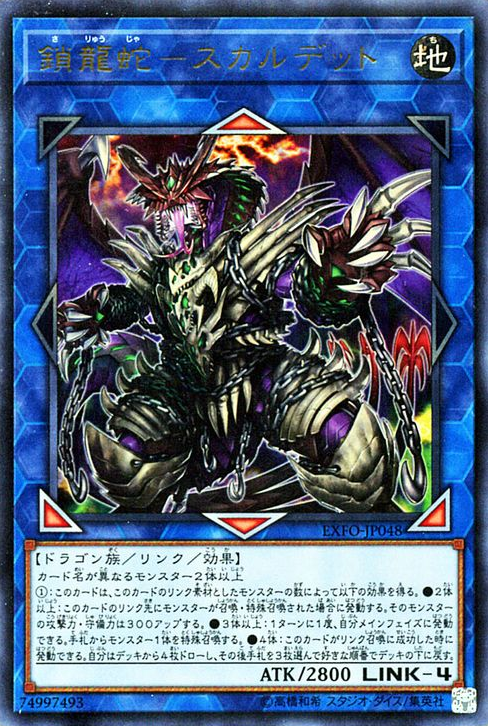 さ りゅう じゃ
鎖龍蛇－スカルデット
ち
地
EXFO-JP048
【ドラゴン族／リンク／効果】
カード名が異なるモンスター2体以上
①：このカードは、このカードのリンク素材としたモンスターの数によって以下の効果を得る。●2体
以上：このカードのリンク先にモンスターが召喚・特殊召喚された場合に発動する。そのモンスター
の攻撃力・守備力は300アップする。●3体以上：1ターンに1度、自分メインフェイズに発動
できる。手札からモンスター1体を特殊召喚する。●4体：このカードがリンク召喚に成功した時に
発動できる。自分はデッキから4枚ドローし、その後手札を3枚選んで好きな順番でデッキの下に戻す。
ATK/2800 LINK-4
74997493
©高橋和希 スタジオ・ダイス/集英社